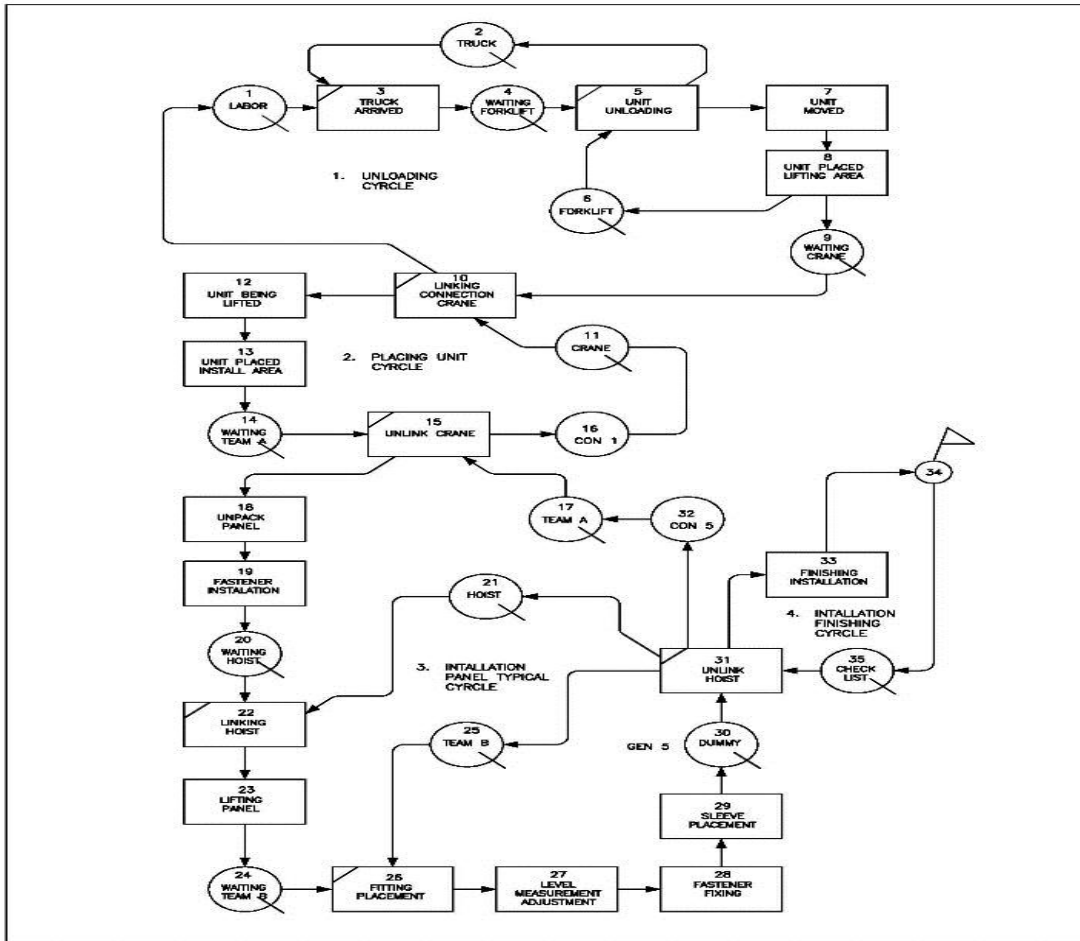 2
TRUCK
1
LABOR
3
TRUCK
ARRIVED
4
WAITING
FORKLIFT
5
UNIT
UNLOADING
7
UNIT
MOVED
8
UNIT PLACED
LIFTING AREA
1. UNLOADING
CYRCLE
6
FORKLIFT
9
WAITING
CRANE
12
UNIT BEING
LIFTED
10
LINKING
CONNECTION
CRANE
11
CRANE
13
UNIT PLACED
INSTALL AREA
2. PLACING UNIT
CYRCLE
14
WAITING
TEAM A
15
UNLINK CRANE
16
CON 1
34
18
UNPACK
PANEL
17
TEAM A
32
CON 5
33
FINISHING
INSTALLATION
19
FASTENER
INSTALATION
21
HOIST
4. INTALLATION
FINISHING
CYRCLE
20
WAITING
HOIST
3. INTALLATION
PANEL TYPICAL
CYRCLE
31
UNLINK
HOIST
35
CHECK
LIST
22
LINKING
HOIST
25
TEAM B
GEN 5
30
DUMMY
23
LIFTING
PANEL
29
SLEEVE
PLACEMENT
24
WAITING
TEAM B
26
FITTING
PLACEMENT
27
LEVEL
MEASUREMENT
ADJUSTMENT
28
FASTENER
FIXING